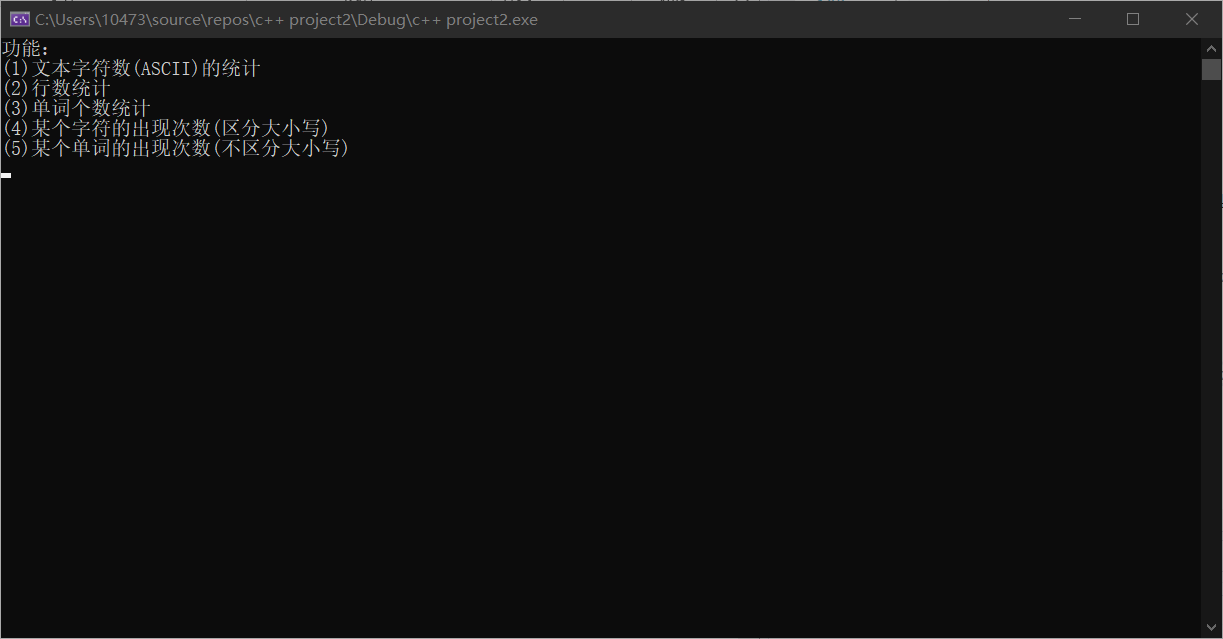 C:\Users\10473\source\repos\c++ project2\Debug\c++ project2.exe
功能:
(1)文本字符数(ASCII)的统计
(2)行数统计
(3)单词个数统计
(4)某个字符的出现次数(区分大小写)
(5)某个单词的出现次数(不区分大小写)